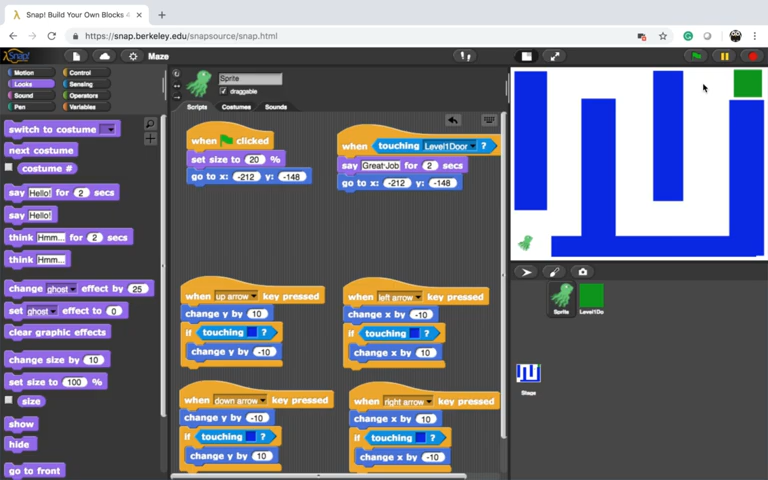 Snap! Build Your Own Blocks
https://snap.berkeley.edu/snapsource/snap.html
Snap!
Maze
Motion
Control
Looks
Sensing
Sound
Operators
Pen
Variables
switch to costume
next costume
costume #
say Hello! for 2 secs
say Hello!
think Hmm... for 2 secs
think Hmm...
change ghost effect by 25
set ghost effect to 0
clear graphic effects
change size by 10
set size to 100 %
size
show
hide
go to front
Sprite
draggable
Scripts
Costumes
Sounds
when clicked
set size to 20 %
go to x: -212 y: -148
when touching Level1Door ?
say Great Job for 2 secs
go to x: -212 y: -148
when up arrow key pressed
change y by 10
if touching ?
change y by -10
when left arrow key pressed
change x by -10
if touching ?
change x by 10
when down arrow key pressed
change y by -10
if touching ?
change y by 10
when right arrow key pressed
change x by 10
if touching ?
change x by -10
Sprite
Level1Do
Stage